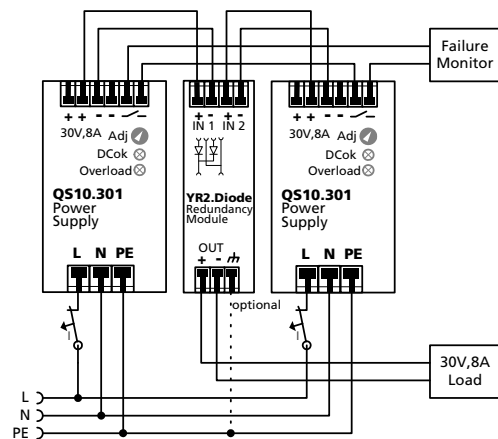 Failure
Monitor
+ + - -
30V,8A Adj
DCok
Overload
QS10.301
Power
Supply
L N PE
+ - + -
IN 1 IN 2
YR2.Diode
Redundancy
Module
OUT
+ -
optional
+ + - -
30V,8A Adj
DCok
Overload
QS10.301
Power
Supply
L N PE
I
I
30V,8A
Load
L
N
PE